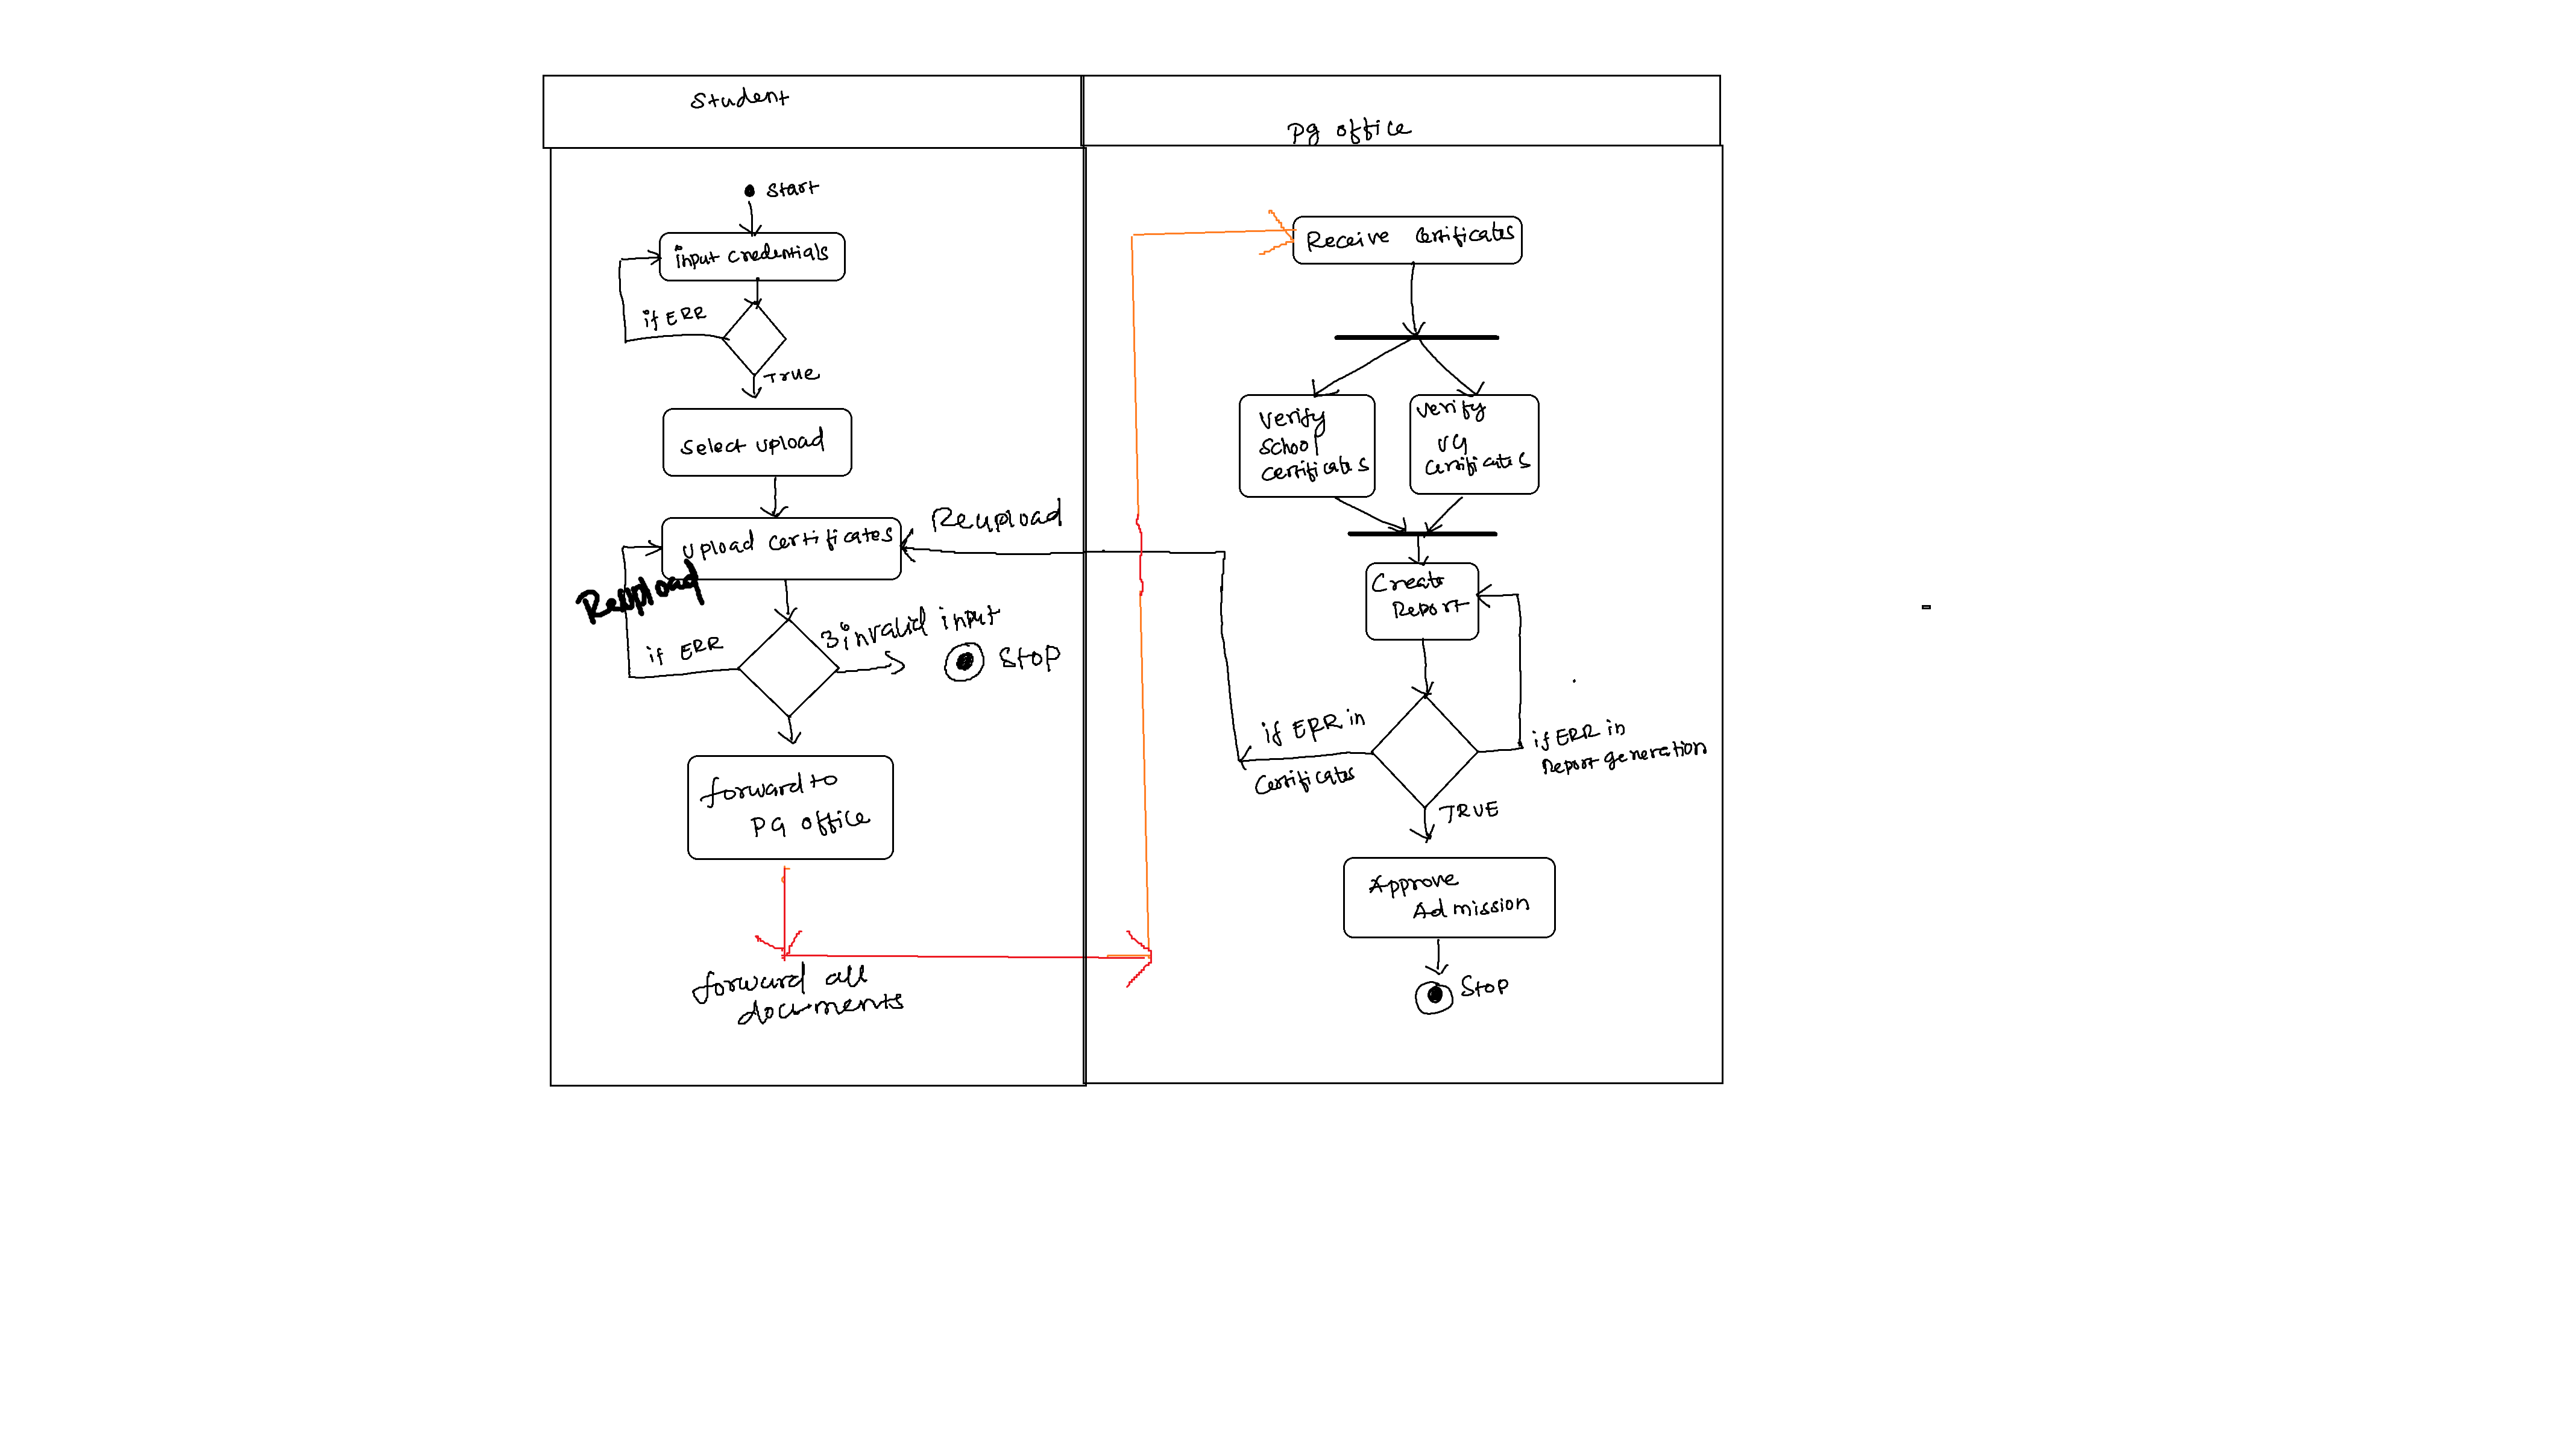 Student
Pg office
Start
input credentials
if ERR
True
Select upload
upload certificates
Reupload
Reupload
if ERR
3 invalid input
Stop
forward to
PG office
forward all
documents
Receive Certificates
Verify
School
Certificates
Verify
UG
Certificates
Create
Report
if ERR in
Certificates
if ERR in
Report generation
TRUE
Approve
Admission
Stop